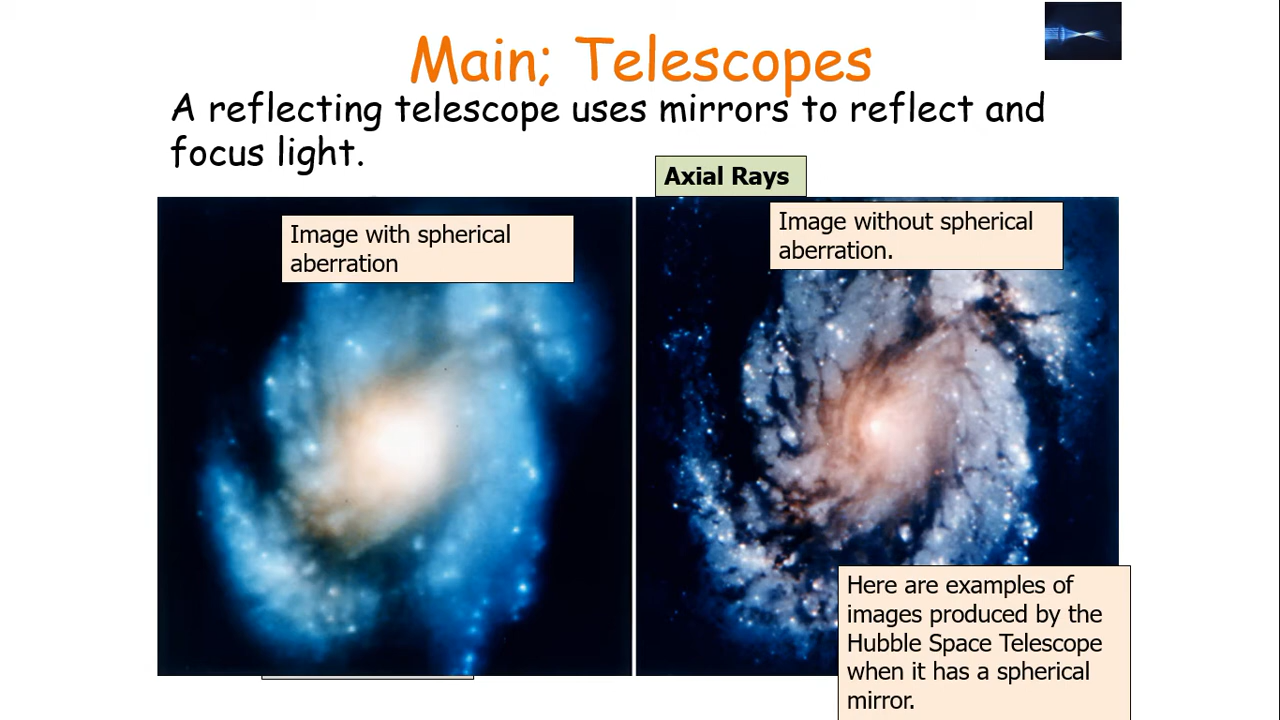 Main; Telescopes
A reflecting telescope uses mirrors to reflect and
focus light.
Axial Rays
Image with spherical
aberration
Image without spherical
aberration.
Here are examples of
images produced by the
Hubble Space Telescope
when it has a spherical
mirror.